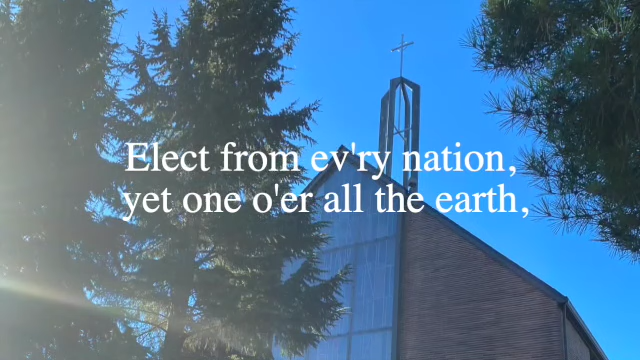 Elect from ev'ry nation,
yet one o'er all the earth,